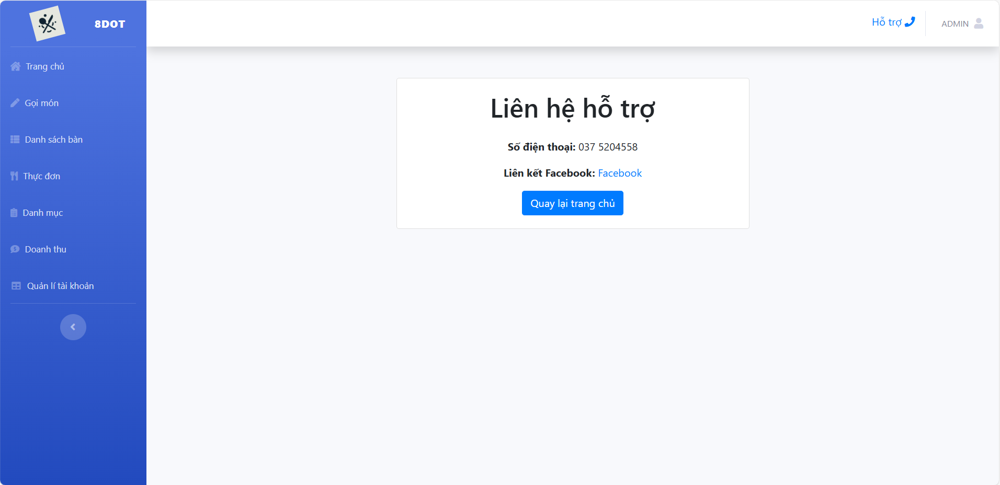 8DOT
Hỗ trợ
ADMIN
Trang chủ
Gọi món
Danh sách bàn
Thực đơn
Danh mục
Doanh thu
Quản lí tài khoản
Liên hệ hỗ trợ
Số điện thoại: 037 5204558
Liên kết Facebook: Facebook
Quay lại trang chủ